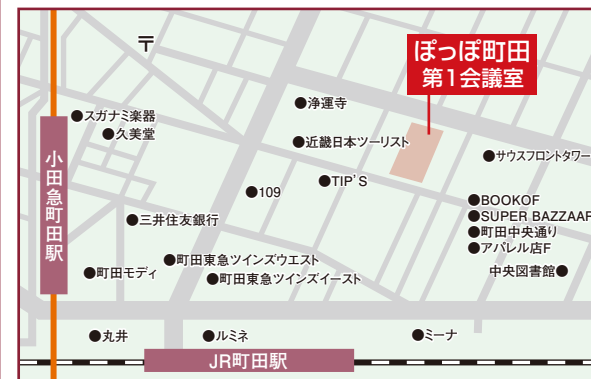 〒
ぽっぽ町田
第1会議室
●スガナミ楽器
●久美堂
●浄運寺
●近畿日本ツーリスト
●サウスフロントタワー
小田急町田駅
●109
●TIP'S
●BOOKOF
●SUPER BAZZAAR
●町田中央通り
●アパレル店F
●三井住友銀行
●町田東急ツインズウエスト
●町田モディ
●町田東急ツインズイースト
中央図書館●
●丸井
●ルミネ
●ミーナ
JR町田駅